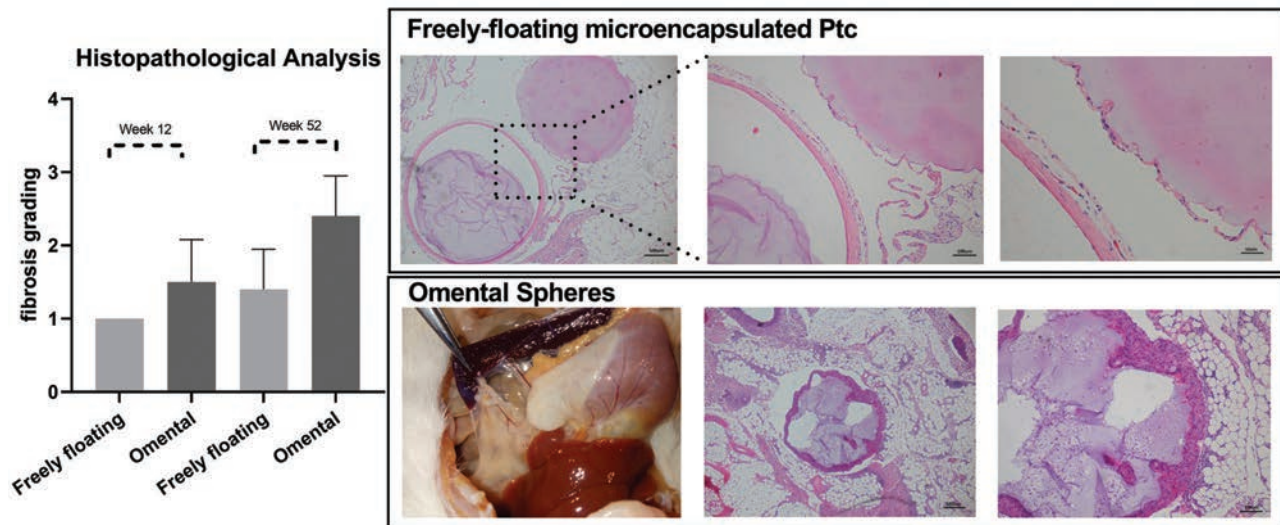 Histopathological Analysis
fibrosis grading
4
3
2
1
0
Week 12
Week 52
Freely floating
Omental
Freely floating
Omental
Freely-floating microencapsulated Ptc
Omental Spheres